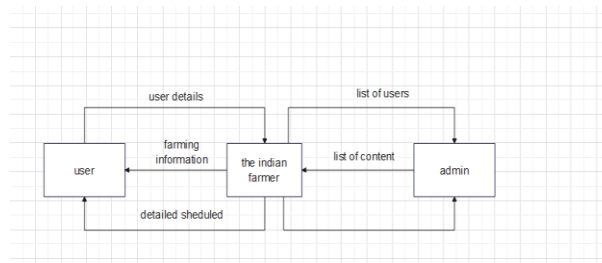 user details
list of users
farming
information
list of content
user
the indian
farmer
admin
detailed sheduled